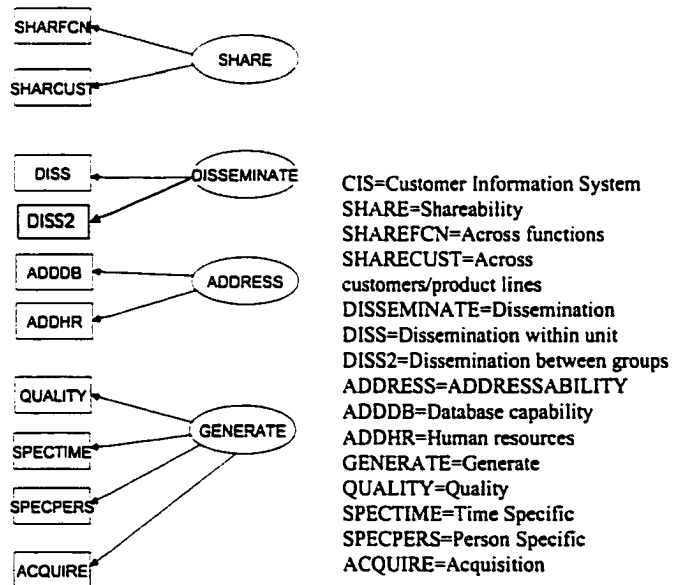 SHARFCN
SHARE
SHARCUST
DISS
DISSEMINATE
DISS2
ADDDB
ADDRESS
ADDHR
QUALITY
GENERATE
SPECTIME
SPECPERS
ACQUIRE
CIS=Customer Information System
SHARE=Shareability
SHAREFCN=Across functions
SHARECUST=Across
customers/product lines
DISSEMINATE=Dissemination
DISS=Dissemination within unit
DISS2=Dissemination between groups
ADDRESS=ADDRESSABILITY
ADDDB=Database capability
ADDHR=Human resources
GENERATE=Generate
QUALITY=Quality
SPECTIME=Time Specific
SPECPERS=Person Specific
ACQUIRE=Acquisition